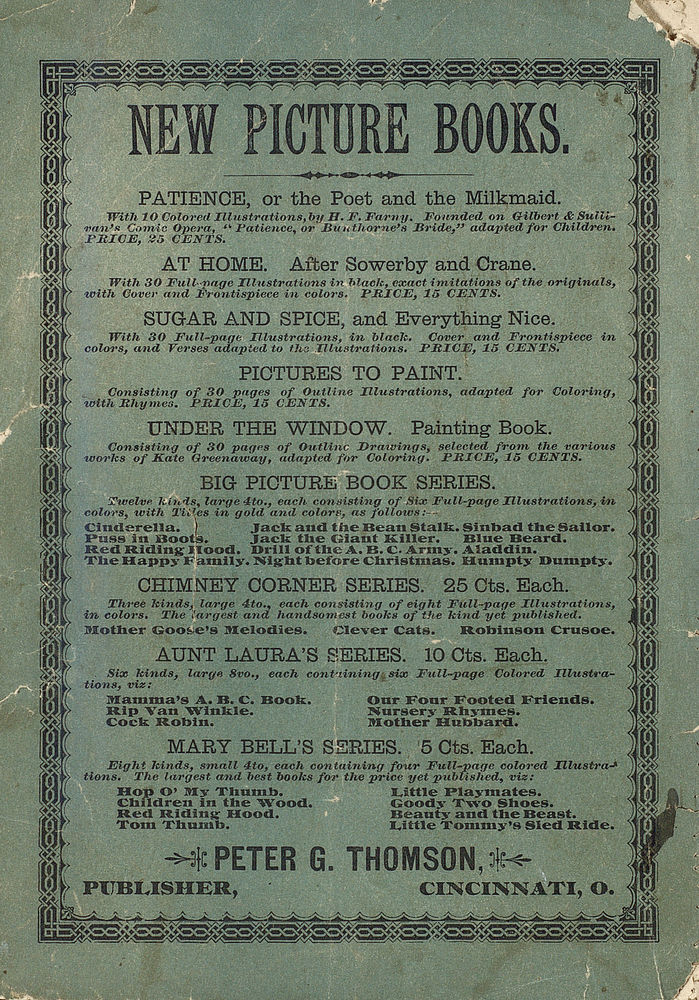 NEW PICTURE BOOKS.
PATIENCE, or the Poet and the Milkmaid.
With 10 Colored Illustrations, by H. F. Farny. Founded on Gilbert & Sulli-
van's Comic Opera, "Patience, or Bunthorne's Bride," adapted for Children.
PRICE, 25 CENTS.
AT HOME. After Sowerby and Crane.
With 30 Full-page Illustrations in black, exact imitations of the originals,
with Cover and Frontispiece in colors. PRICE, 15 CENTS.
SUGAR AND SPICE, and Everything Nice.
With 30 Full-page Illustrations, in black. Cover and Frontispiece in
colors, and Verses adapted to the Illustrations. PRICE, 15 CENTS.
PICTURES TO PAINT.
Consisting of 30 pages of Outline Illustrations, adapted for Coloring,
with Rhymes. PRICE, 15 CENTS.
UNDER THE WINDOW. Painting Book.
Consisting of 30 pages of Outline Drawings, selected from the various
works of Kate Greenaway, adapted for Coloring. PRICE, 15 CENTS.
BIG PICTURE BOOK SERIES.
Twelve kinds, large 4to., each consisting of Six Full-page Illustrations, in
colors, with Titles in gold and colors, as follows:—
Cinderella. Jack and the Bean Stalk. Sinbad the Sailor.
Puss in Boots. Jack the Giant Killer. Blue Beard.
Red Riding Hood. Drill of the A. B. C. Army. Aladdin.
The Happy Family. Night before Christmas. Humpty Dumpty.
CHIMNEY CORNER SERIES. 25 Cts. Each.
Three kinds, large 4to., each consisting of eight Full-page Illustrations,
in colors. The largest and handsomest books of the kind yet published.
Mother Goose's Melodies. Clever Cats. Robinson Crusoe.
AUNT LAURA'S SERIES. 10 Cts. Each.
Six kinds, large 8vo., each containing six Full-page Colored Illustra-
tions, viz:
Mamma's A. B. C. Book. Our Four Footed Friends.
Rip Van Winkle. Nursery Rhymes.
Cock Robin. Mother Hubbard.
MARY BELL'S SERIES. 5 Cts. Each.
Eight kinds, small 4to, each containing four Full-page colored Illustra-
tions. The largest and best books for the price yet published, viz:
Hop O' My Thumb. Little Playmates.
Children in the Wood. Goody Two Shoes.
Red Riding Hood. Beauty and the Beast.
Tom Thumb. Little Tommy's Sled Ride.
PETER G. THOMSON,
PUBLISHER, CINCINNATI, O.